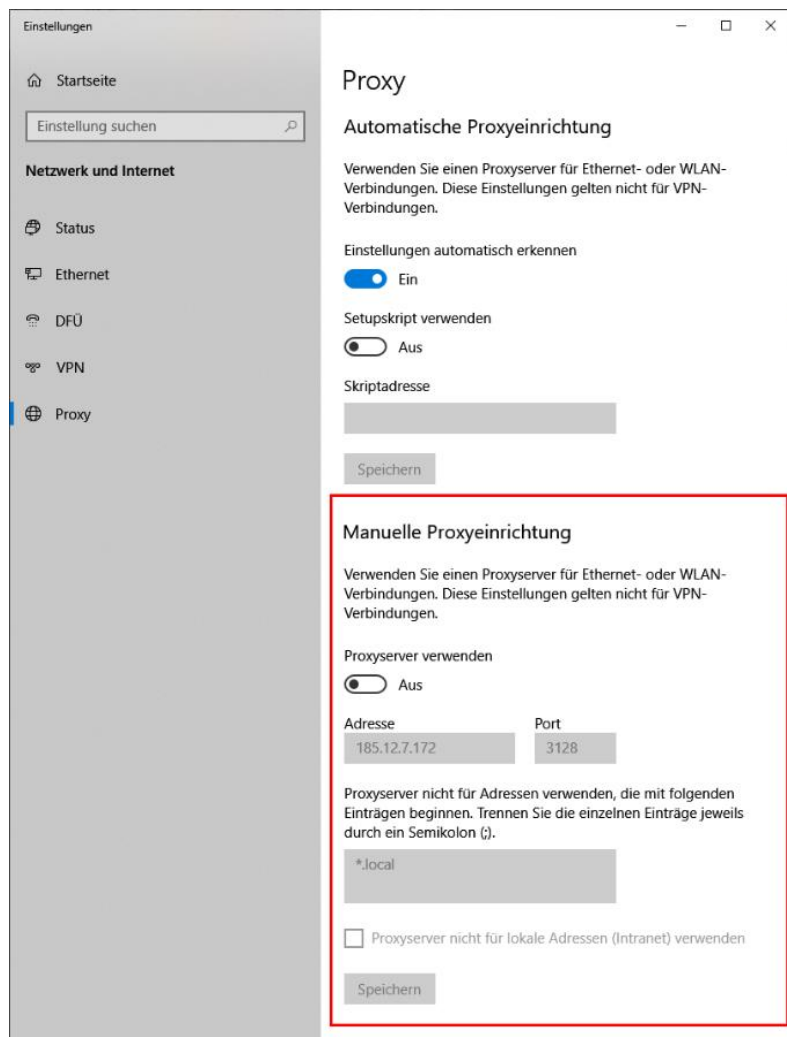 Einstellungen
Startseite
Einstellung suchen
Netzwerk und Internet
Status
Ethernet
DFÜ
VPN
Proxy
Proxy
Automatische Proxyeinrichtung
Verwenden Sie einen Proxyserver für Ethernet- oder WLAN-
Verbindungen. Diese Einstellungen gelten nicht für VPN-
Verbindungen.
Einstellungen automatisch erkennen
Ein
Setupskript verwenden
Aus
Skriptadresse
Speichern
Manuelle Proxyeinrichtung
Verwenden Sie einen Proxyserver für Ethernet- oder WLAN-
Verbindungen. Diese Einstellungen gelten nicht für VPN-
Verbindungen.
Proxyserver verwenden
Aus
Adresse Port
185.12.7.172 3128
Proxyserver nicht für Adressen verwenden, die mit folgenden
Einträgen beginnen. Trennen Sie die einzelnen Einträge jeweils
durch ein Semikolon (;).
*.local
Proxyserver nicht für lokale Adressen (Intranet) verwenden
Speichern